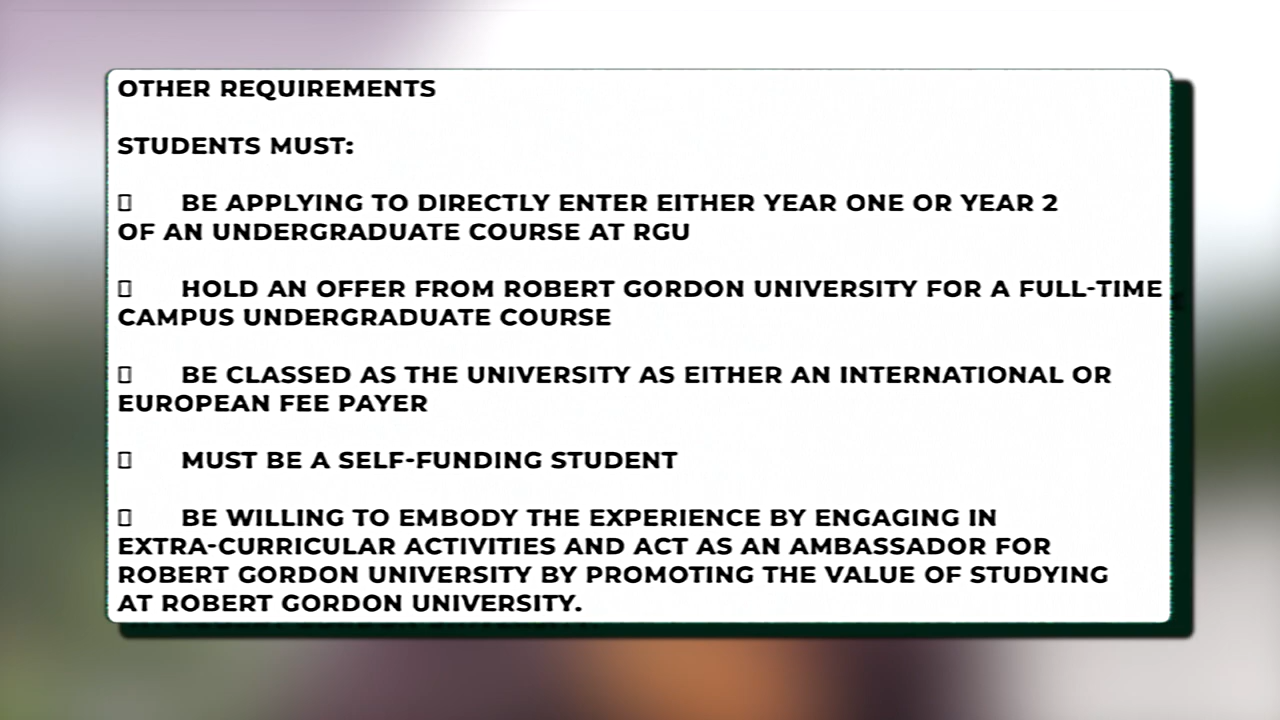 OTHER REQUIREMENTS
STUDENTS MUST:
▯ BE APPLYING TO DIRECTLY ENTER EITHER YEAR ONE OR YEAR 2
OF AN UNDERGRADUATE COURSE AT RGU
▯ HOLD AN OFFER FROM ROBERT GORDON UNIVERSITY FOR A FULL-TIME
CAMPUS UNDERGRADUATE COURSE
▯ BE CLASSED AS THE UNIVERSITY AS EITHER AN INTERNATIONAL OR
EUROPEAN FEE PAYER
▯ MUST BE A SELF-FUNDING STUDENT
▯ BE WILLING TO EMBODY THE EXPERIENCE BY ENGAGING IN
EXTRA-CURRICULAR ACTIVITIES AND ACT AS AN AMBASSADOR FOR
ROBERT GORDON UNIVERSITY BY PROMOTING THE VALUE OF STUDYING
AT ROBERT GORDON UNIVERSITY.